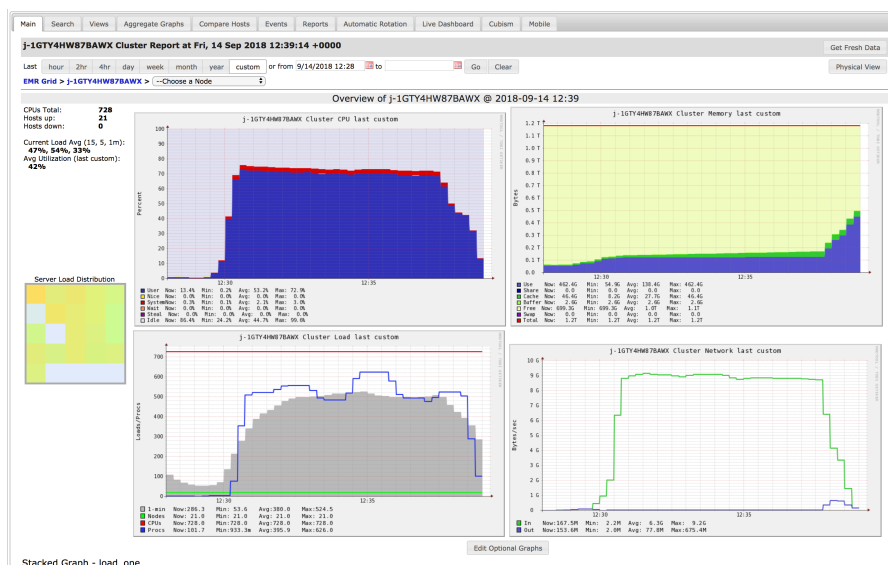 Main Search Views Aggregate Graphs Compare Hosts Events Reports Automatic Rotation Live Dashboard Cubism Mobile
j-1GTY4HW87BAWX Cluster Report at Fri, 14 Sep 2018 12:39:14 +0000
Get Fresh Data
Last hour 2hr 4hr day week month year custom or from 9/14/2018 12:28 to Go Clear
Physical View
EMR Grid > j-1GTY4HW87BAWX > --Choose a Node
Overview of j-1GTY4HW87BAWX @ 2018-09-14 12:39
CPUs Total: 728
Hosts up: 21
Hosts down: 0
Current Load Avg (15, 5, 1m):
47%, 54%, 33%
Avg Utilization (last custom):
42%
Server Load Distribution
j-1GTY4HW87BAWX Cluster CPU last custom
Percent
100
90
80
70
60
50
40
30
20
10
0
12:30 12:35
User Now: 13.4% Min: 0.2% Avg: 53.2% Max: 72.9%
Nice Now: 0.0% Min: 0.0% Avg: 0.0% Max: 0.0%
System Now: 0.3% Min: 0.1% Avg: 2.1% Max: 3.0%
Wait Now: 0.0% Min: 0.0% Avg: 0.0% Max: 0.0%
Steal Now: 0.0% Min: 0.0% Avg: 0.0% Max: 0.0%
Idle Now: 86.4% Min: 24.2% Avg: 44.7% Max: 99.6%
j-1GTY4HW87BAWX Cluster Memory last custom
Bytes
1.2 T
1.1 T
1.0 T
0.9 T
0.8 T
0.7 T
0.6 T
0.5 T
0.4 T
0.3 T
0.2 T
0.1 T
0.0
12:30 12:35
Use Now: 462.4G Min: 54.9G Avg: 138.4G Max: 462.4G
Share Now: 0.0 Min: 0.0 Avg: 0.0 Max: 0.0
Cache Now: 46.4G Min: 8.2G Avg: 27.7G Max: 46.4G
Buffer Now: 2.6G Min: 2.6G Avg: 2.6G Max: 2.6G
Free Now: 699.3G Min: 699.3G Avg: 1.0T Max: 1.1T
Swap Now: 0.0 Min: 0.0 Avg: 0.0 Max: 0.0
Total Now: 1.2T Min: 1.2T Avg: 1.2T Max: 1.2T
j-1GTY4HW87BAWX Cluster Load last custom
Loads/Procs
700
600
500
400
300
200
100
0
12:30 12:35
1-min Now:286.3 Min: 53.6 Avg:380.0 Max:524.5
Nodes Now: 21.0 Min: 21.0 Avg: 21.0 Max: 21.0
CPUs Now:728.0 Min:728.0 Avg:728.0 Max:728.0
Procs Now:101.7 Min:933.3m Avg:395.9 Max:626.0
j-1GTY4HW87BAWX Cluster Network last custom
Bytes/sec
10 G
9 G
8 G
7 G
6 G
5 G
4 G
3 G
2 G
1 G
0
12:30 12:35
In Now:167.5M Min: 2.2M Avg: 6.3G Max: 9.2G
Out Now:153.6M Min: 2.0M Avg: 77.8M Max:675.4M
Edit Optional Graphs
Stacked Graph - load_one